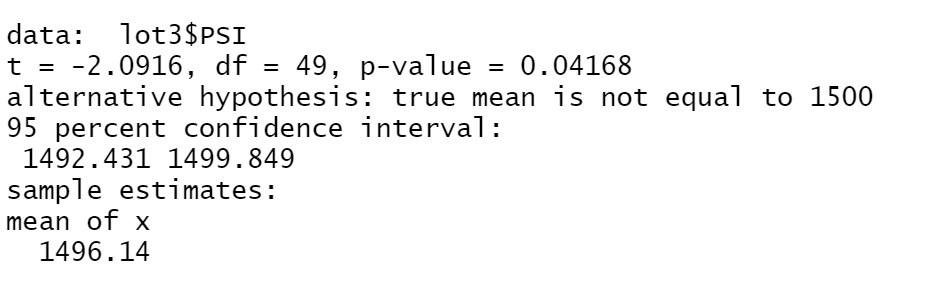 data:  lot3$PSI
t = -2.0916, df = 49, p-value = 0.04168
alternative hypothesis: true mean is not equal to 1500
95 percent confidence interval:
 1492.431 1499.849
sample estimates:
mean of x
  1496.14